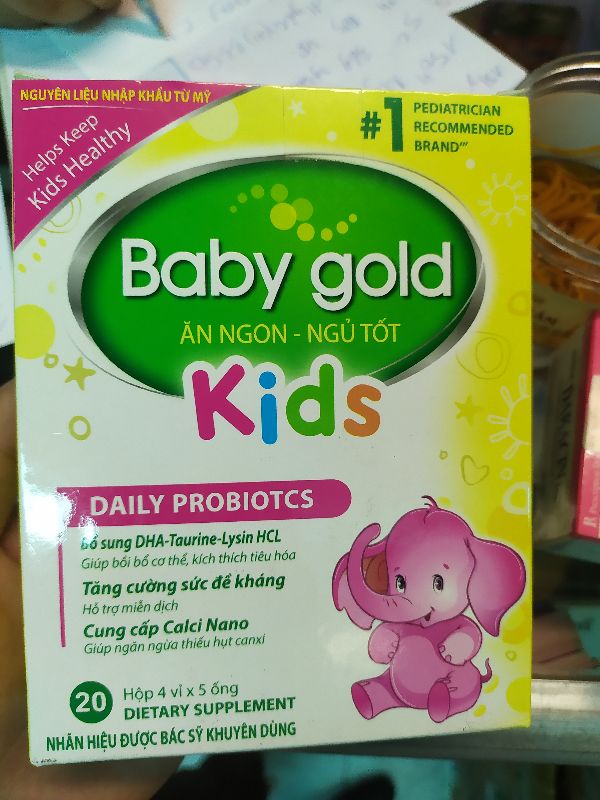 NGUYÊN LIỆU NHẬP KHẨU TỪ MỸ
Helps Keep
Kids Healthy
#1 PEDIATRICIAN
RECOMMENDED
BRAND"'
Baby gold
ĂN NGON - NGỦ TỐT
Kids
DAILY PROBIOTCS
Bổ sung DHA-Taurine-Lysin HCL
Giúp bồi bổ cơ thể, kích thích tiêu hóa
Tăng cường sức đề kháng
Hỗ trợ miễn dịch
Cung cấp Calci Nano
Giúp ngăn ngừa thiếu hụt canxi
20 Hộp 4 vỉ x 5 ống
DIETARY SUPPLEMENT
NHÃN HIỆU ĐƯỢC BÁC SỸ KHUYÊN DÙNG